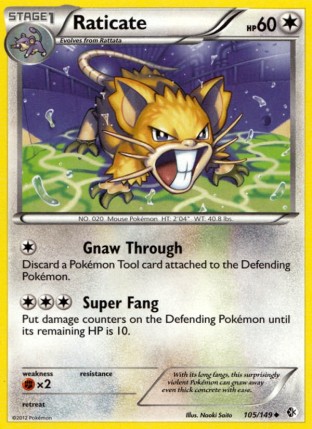 STAGE1
Raticate
HP60
Evolves from Rattata
NO. 020 Mouse Pokémon HT: 2'04" WT: 40.8 lbs.
Gnaw Through
Discard a Pokémon Tool card attached to the Defending
Pokémon.
Super Fang
Put damage counters on the Defending Pokémon until
its remaining HP is 10.
weakness
resistance
×2
retreat
With its long fangs, this surprisingly
violent Pokémon can gnaw away
even thick concrete with ease.
©2012 Pokémon
Illus. Naoki Saito
105/149